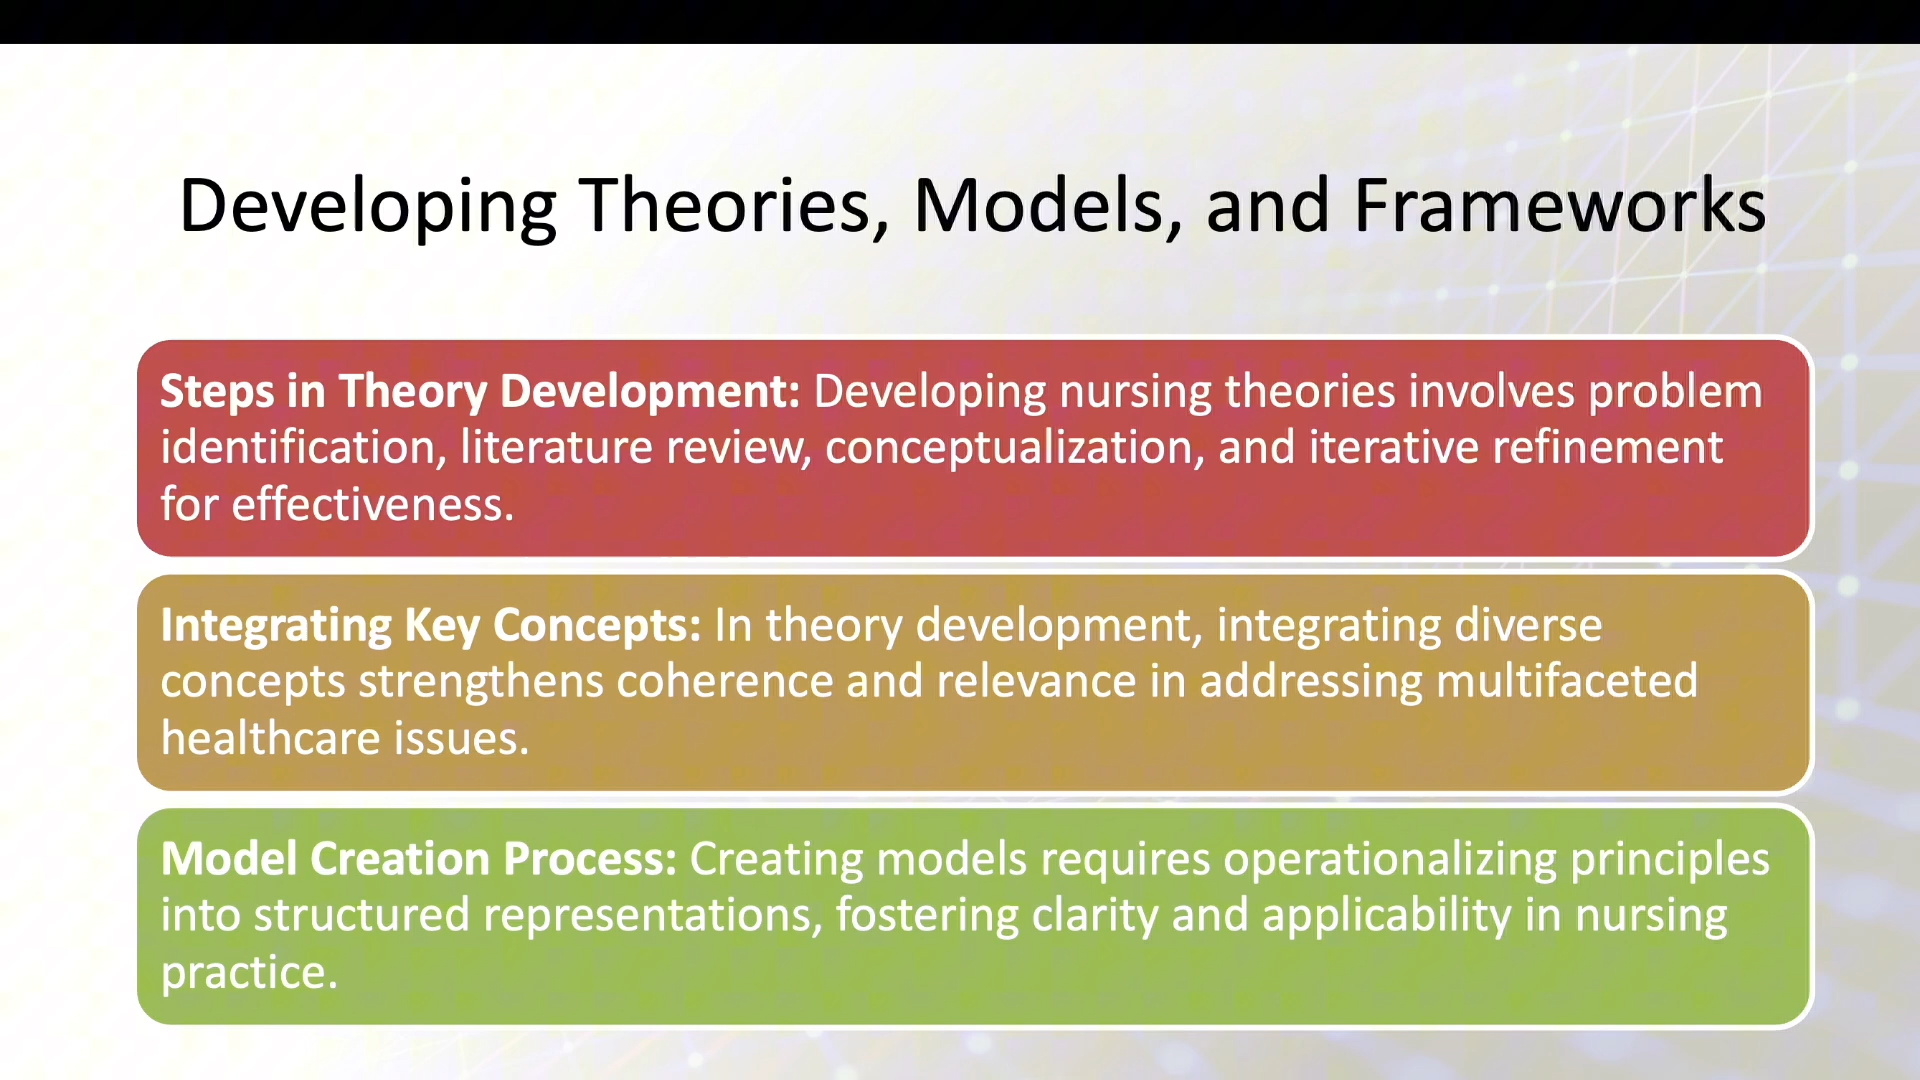 Developing Theories, Models, and Frameworks
Steps in Theory Development: Developing nursing theories involves problem
identification, literature review, conceptualization, and iterative refinement
for effectiveness.
Integrating Key Concepts: In theory development, integrating diverse
concepts strengthens coherence and relevance in addressing multifaceted
healthcare issues.
Model Creation Process: Creating models requires operationalizing principles
into structured representations, fostering clarity and applicability in nursing
practice.